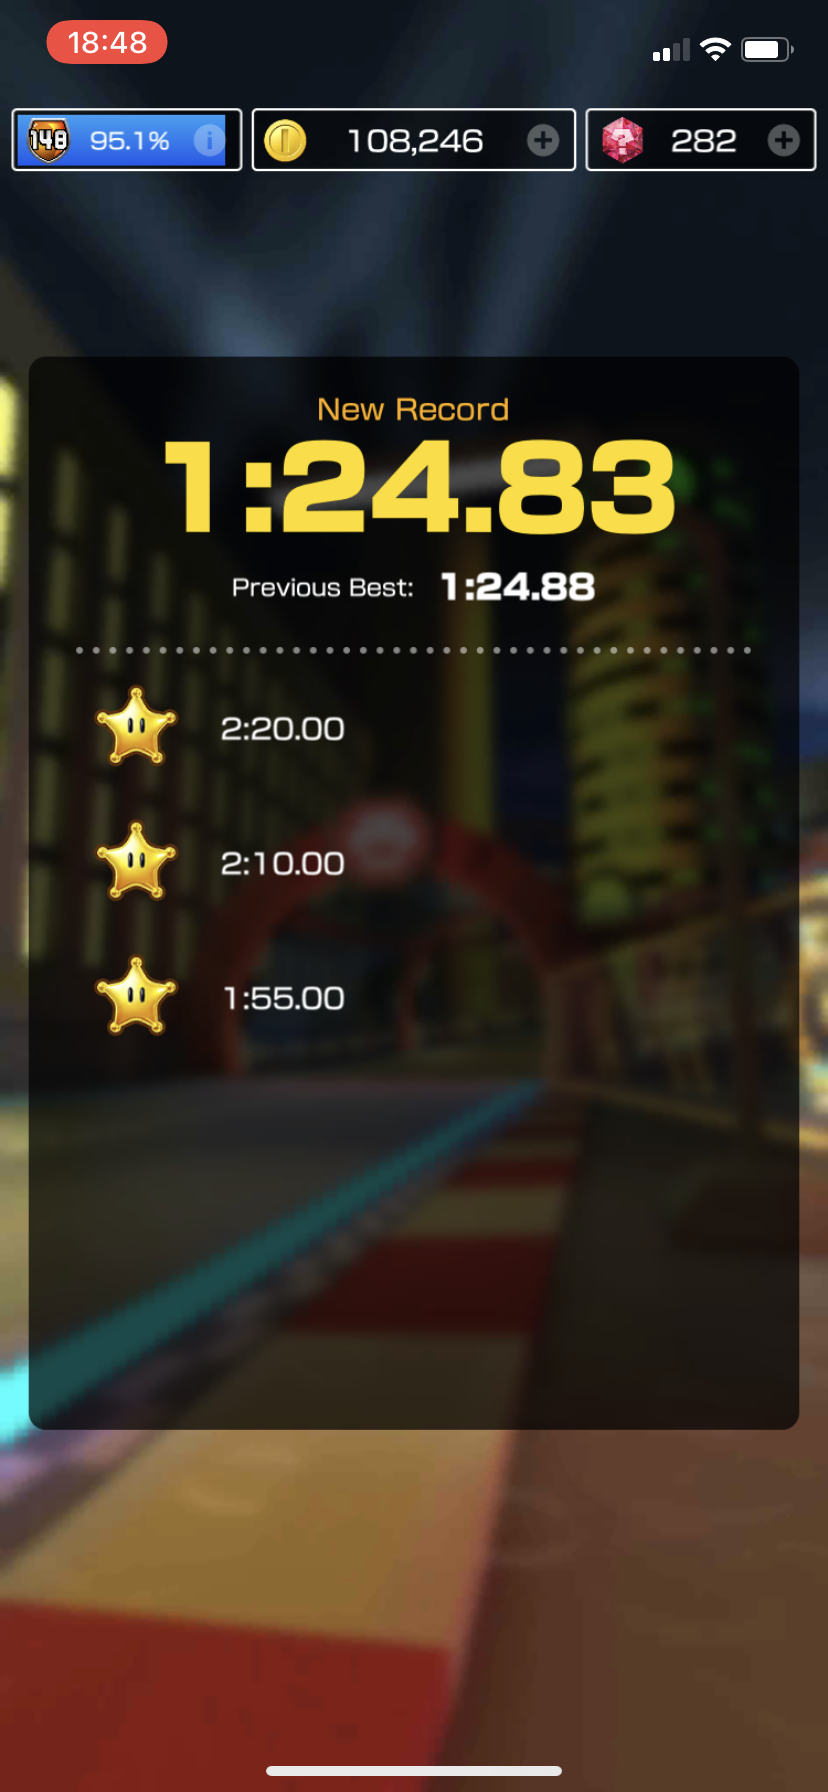 18:48
148 95.1% i 108,246 + ? 282 +
New Record
1:24.83
Previous Best: 1:24.88
2:20.00
2:10.00
1:55.00